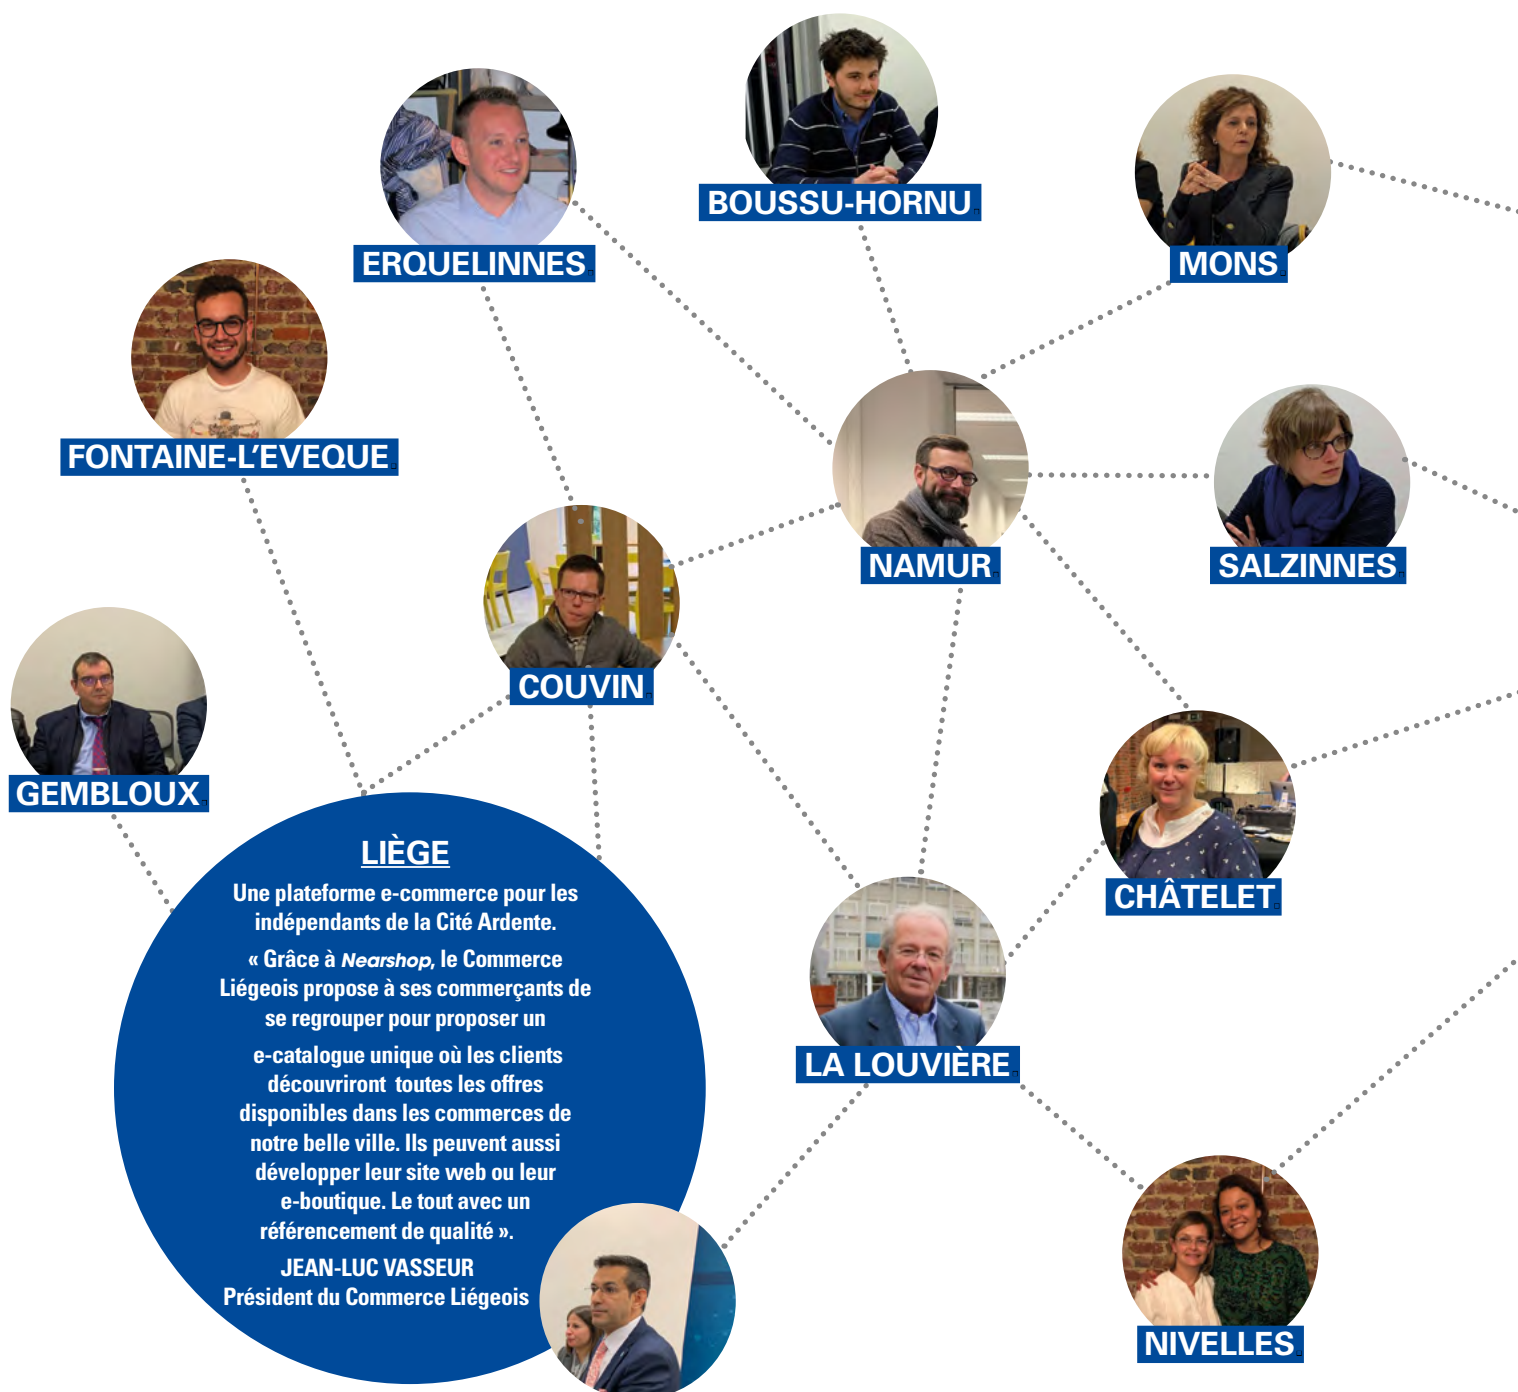 BOUSSU-HORNU
ERQUELINNES
MONS
FONTAINE-L'EVEQUE
NAMUR
SALZINNES
COUVIN
GEMBLOUX
LIÈGE
Une plateforme e-commerce pour les
indépendants de la Cité Ardente.
« Grâce à Nearshop, le Commerce
Liégeois propose à ses commerçants de
se regrouper pour proposer un
e-catalogue unique où les clients
découvriront toutes les offres
disponibles dans les commerces de
notre belle ville. Ils peuvent aussi
développer leur site web ou leur
e-boutique. Le tout avec un
référencement de qualité ».
JEAN-LUC VASSEUR
Président du Commerce Liégeois
CHÂTELET
LA LOUVIÈRE
NIVELLES